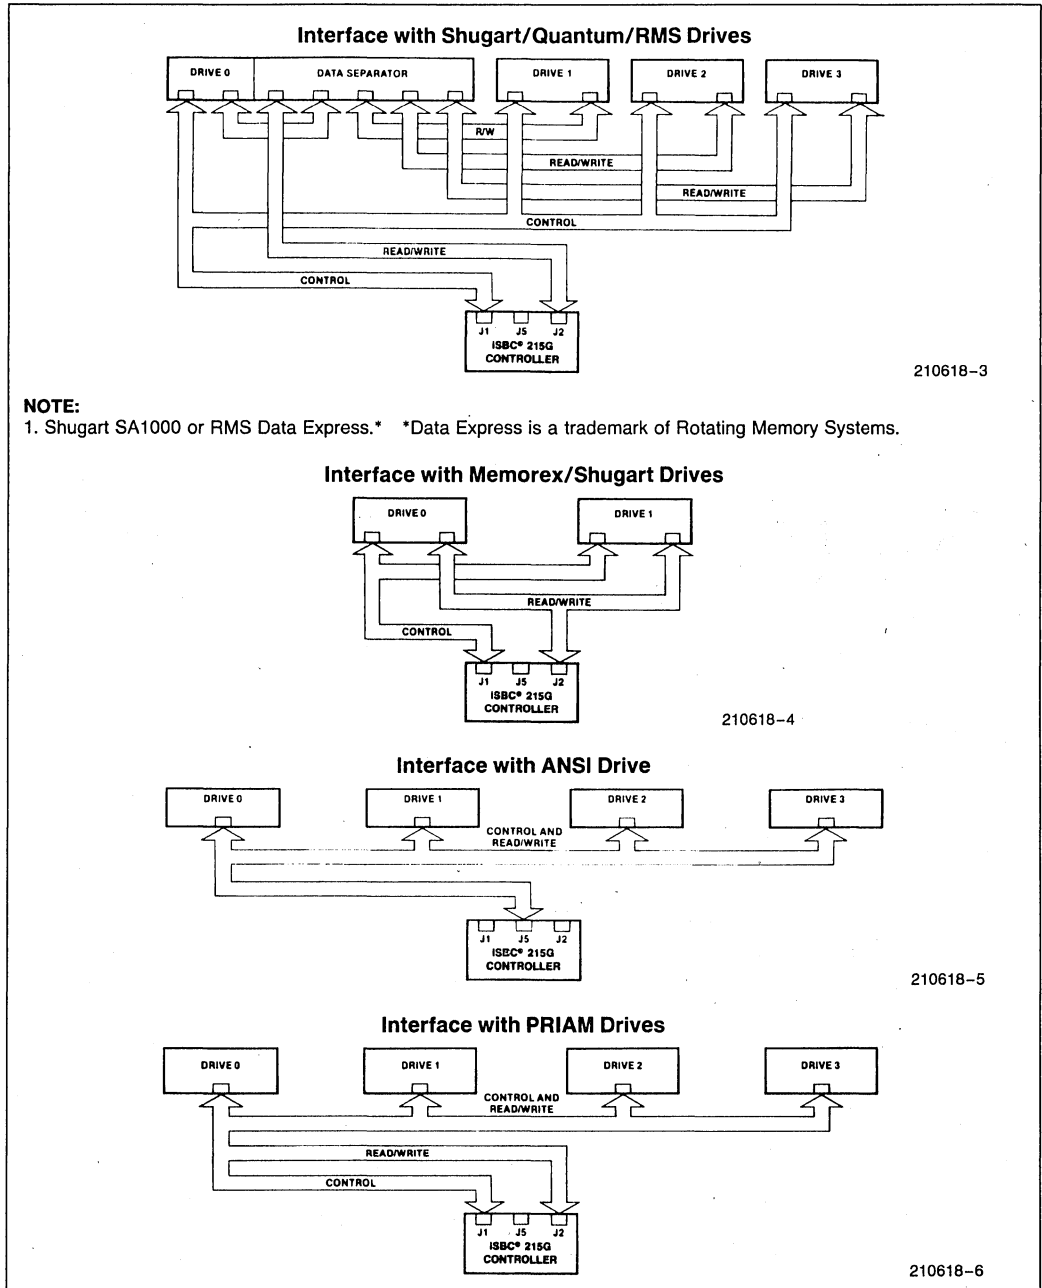 Interface with Shugart/Quantum/RMS Drives
DRIVE 0
DATA SEPARATOR
DRIVE 1
DRIVE 2
DRIVE 3
R/W
READ/WRITE
READ/WRITE
CONTROL
READ/WRITE
CONTROL
J1 J5 J2
ISBC® 215G
CONTROLLER
210618-3
NOTE:
1. Shugart SA1000 or RMS Data Express.* *Data Express is a trademark of Rotating Memory Systems.
Interface with Memorex/Shugart Drives
DRIVE 0
DRIVE 1
READ/WRITE
CONTROL
J1 J5 J2
ISBC® 215G
CONTROLLER
210618-4
Interface with ANSI Drive
DRIVE 0
DRIVE 1
DRIVE 2
DRIVE 3
CONTROL AND
READ/WRITE
J1 J5 J2
ISBC® 215G
CONTROLLER
210618-5
Interface with PRIAM Drives
DRIVE 0
DRIVE 1
DRIVE 2
DRIVE 3
CONTROL AND
READ/WRITE
READ/WRITE
CONTROL
J1 J5 J2
ISBC® 215G
CONTROLLER
210618-6